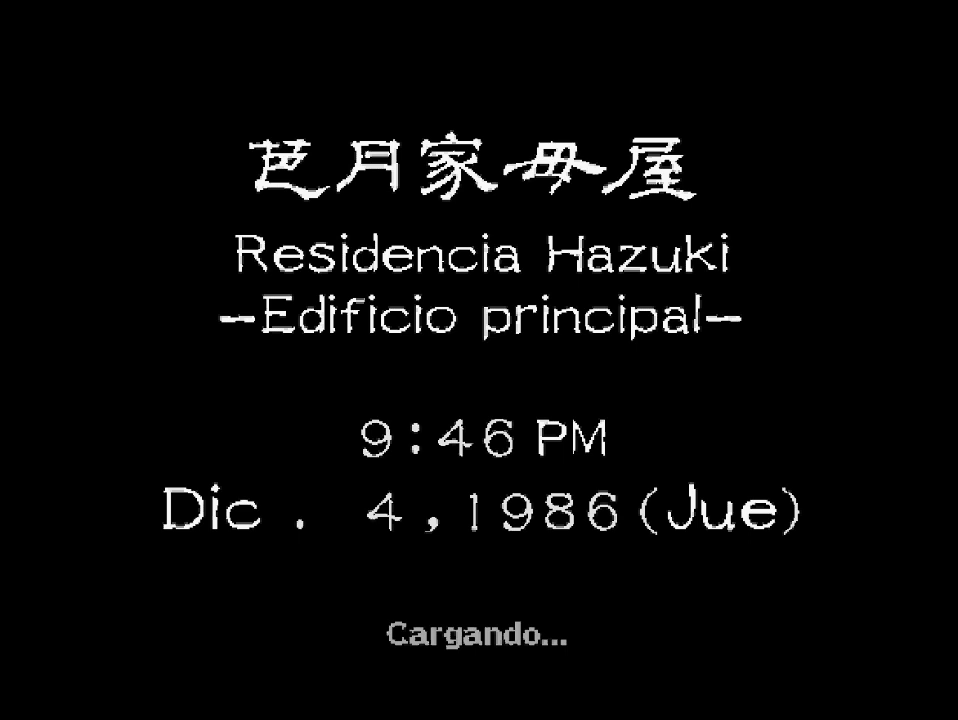 芭月家母屋
Residencia Hazuki
-Edificio principal-
9:46 PM
Dic . 4,1986(Jue)
Cargando...